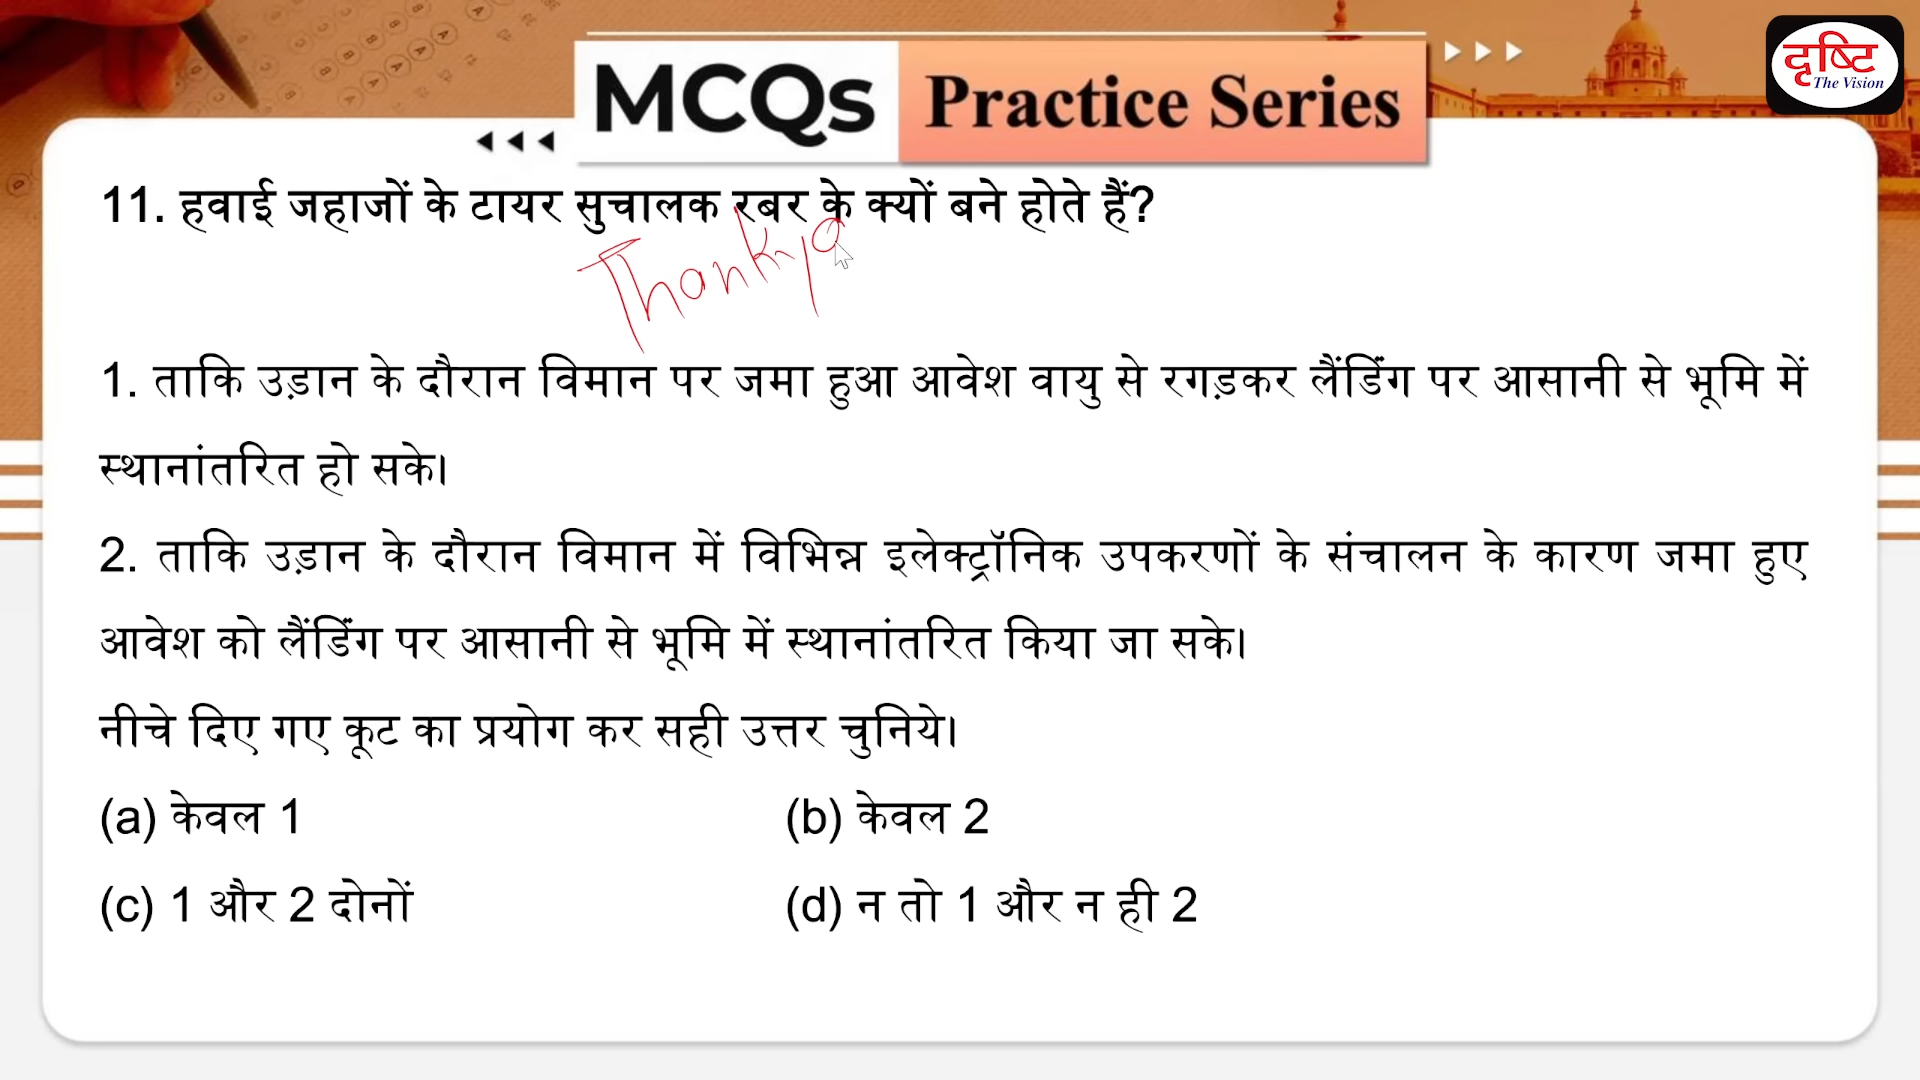 MCQs Practice Series
दृष्टि
The Vision
11. हवाई जहाजों के टायर सुचालक रबर के क्यों बने होते हैं?
Thankyo
1. ताकि उड़ान के दौरान विमान पर जमा हुआ आवेश वायु से रगड़कर लैंडिंग पर आसानी से भूमि में
स्थानांतरित हो सके।
2. ताकि उड़ान के दौरान विमान में विभिन्न इलेक्ट्रॉनिक उपकरणों के संचालन के कारण जमा हुए
आवेश को लैंडिंग पर आसानी से भूमि में स्थानांतरित किया जा सके।
नीचे दिए गए कूट का प्रयोग कर सही उत्तर चुनिये।
(a) केवल 1 (b) केवल 2
(c) 1 और 2 दोनों (d) न तो 1 और न ही 2